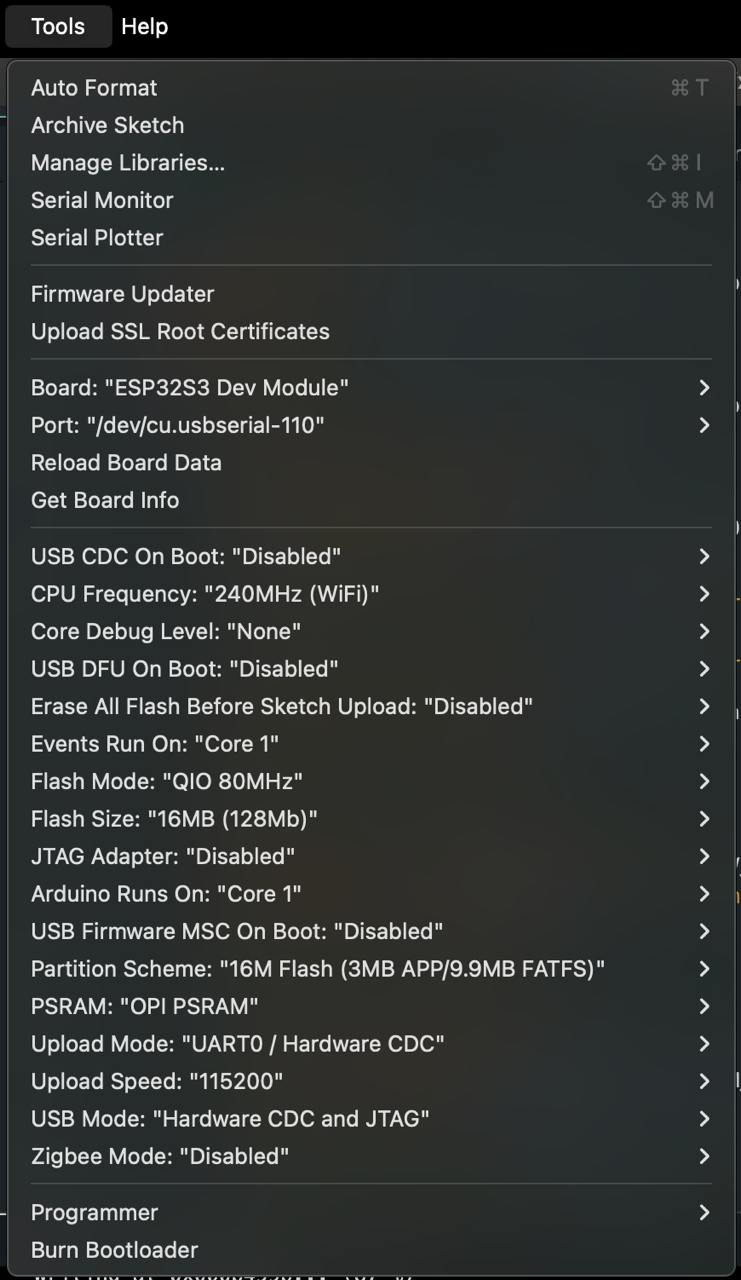 Tools Help
Auto Format ⌘ T
Archive Sketch
Manage Libraries... ⇧ ⌘ I
Serial Monitor ⇧ ⌘ M
Serial Plotter
Firmware Updater
Upload SSL Root Certificates
Board: "ESP32S3 Dev Module"
Port: "/dev/cu.usbserial-110"
Reload Board Data
Get Board Info
USB CDC On Boot: "Disabled"
CPU Frequency: "240MHz (WiFi)"
Core Debug Level: "None"
USB DFU On Boot: "Disabled"
Erase All Flash Before Sketch Upload: "Disabled"
Events Run On: "Core 1"
Flash Mode: "QIO 80MHz"
Flash Size: "16MB (128Mb)"
JTAG Adapter: "Disabled"
Arduino Runs On: "Core 1"
USB Firmware MSC On Boot: "Disabled"
Partition Scheme: "16M Flash (3MB APP/9.9MB FATFS)"
PSRAM: "OPI PSRAM"
Upload Mode: "UART0 / Hardware CDC"
Upload Speed: "115200"
USB Mode: "Hardware CDC and JTAG"
Zigbee Mode: "Disabled"
Programmer
Burn Bootloader